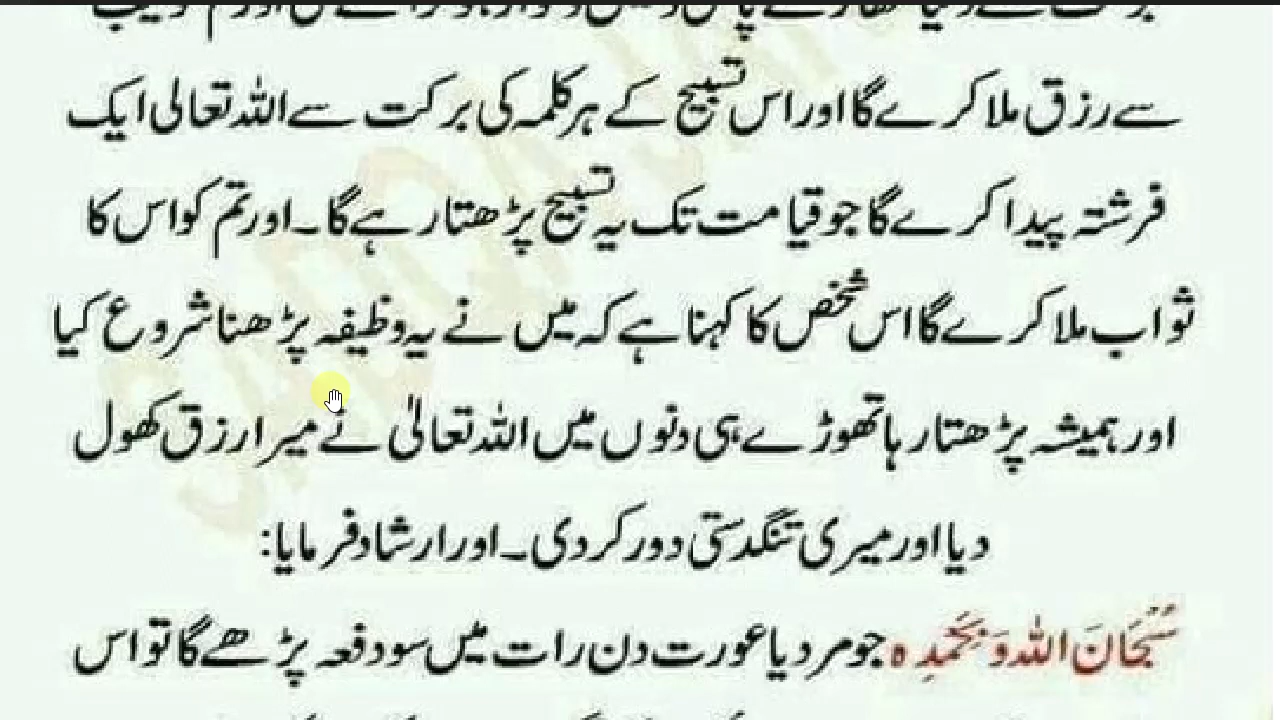 سے رزق ملا کرے گا اور اس تسبیح کے ہر کلمہ کی برکت سے اللہ تعالی ایک
فرشتہ پیدا کرے گا جو قیامت تک یہ تسبیح پڑھتا رہے گا۔ اور تم کو اس کا
ثواب ملا کرے گا اس شخص کا کہنا ہے کہ میں نے یہ وظیفہ پڑھنا شروع کیا
اور ہمیشہ پڑھتا رہا تھوڑے ہی دنوں میں اللہ تعالیٰ نے میرا رزق کھول
دیا اور میری تنگدستی دور کر دی۔ اور ارشاد فرمایا:
سُبْحَانَ اللہ وَبِحَمْدِہ جو مرد یا عورت دن رات میں سو دفعہ پڑھے گا تو اس